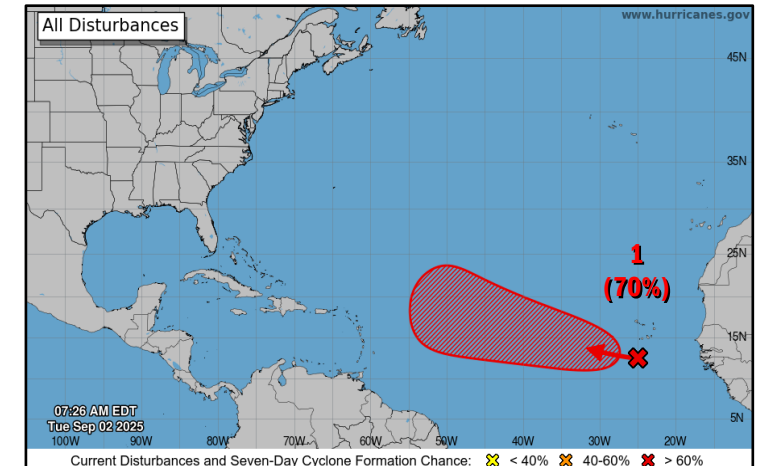 www.hurricanes.gov
All Disturbances
45N
35N
1
25N
(70%)
15N
07:26 AM EDT
5N
Tue Sep 02 2025
100W 90W 80W 70W 60W 50W 40W 30W 20W
Current Disturbances and Seven-Day Cyclone Formation Chance: < 40% 40-60% > 60%